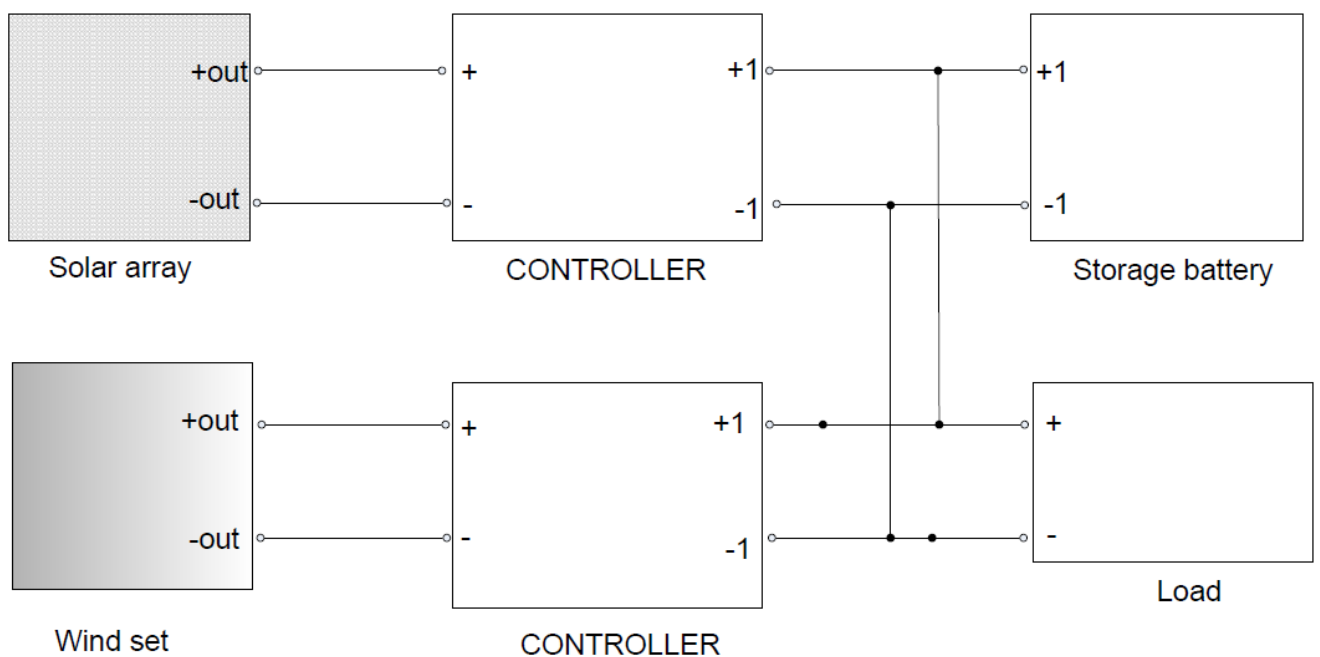 +out + +1 +1
-out - -1 -1
Solar array CONTROLLER Storage battery
+out + +1 +
-out - -1 -
Load
Wind set CONTROLLER